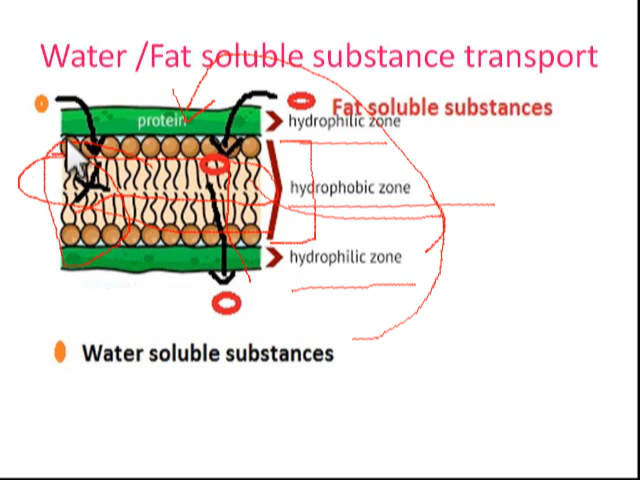 Water /Fat soluble substance transport
Fat soluble substances
protein
hydrophilic zone
hydrophobic zone
hydrophilic zone
Water soluble substances